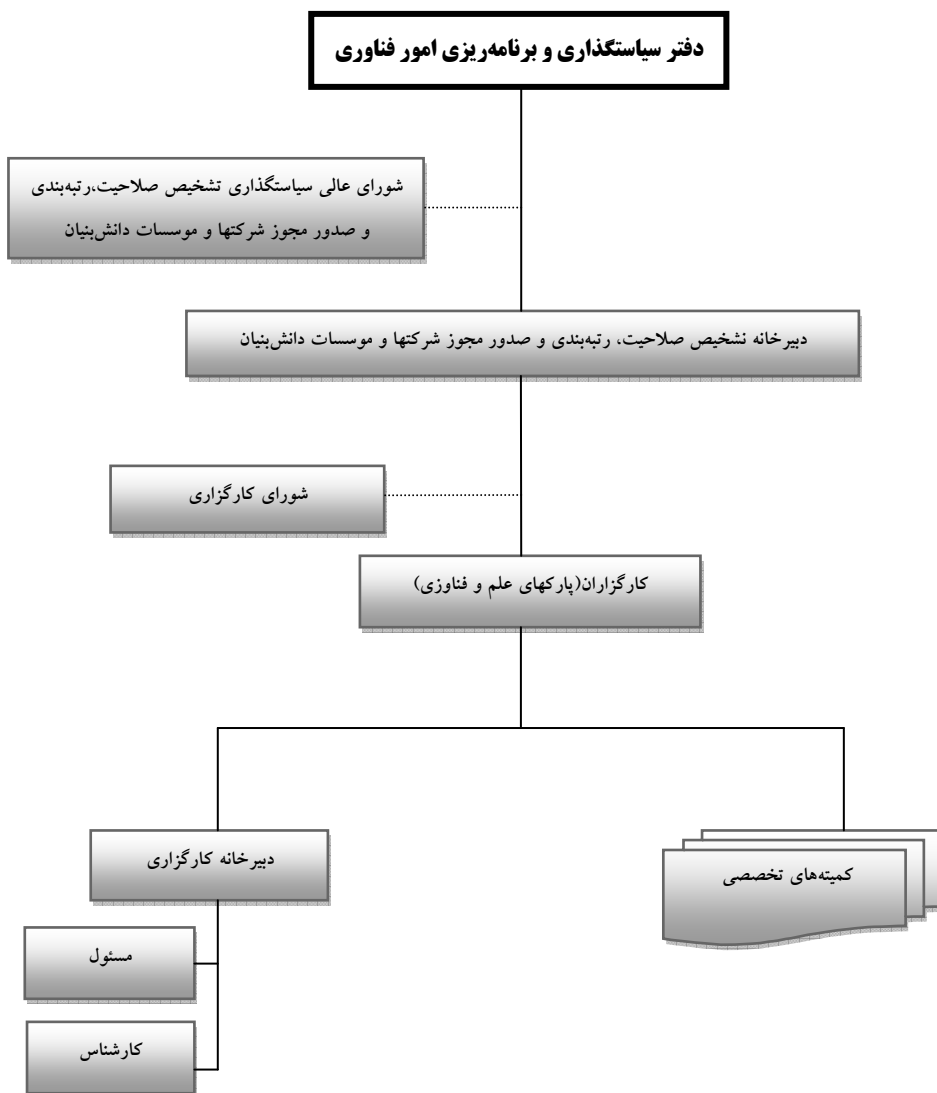 دفتر سیاستگذاری و برنامه‌ریزی امور فناوری
شورای عالی سیاستگذاری تشخیص صلاحیت،رتبه‌بندی
و صدور مجوز شرکتها و موسسات دانش‌بنیان
دبیرخانه نشخیص صلاحیت، رتبه‌بندی و صدور مجوز شرکتها و موسسات دانش‌بنیان
شورای کارگزاری
کارگزاران(پارکهای علم و فناوزی)
دبیرخانه کارگزاری
کمیته‌های تخصصی
مسئول
کارشناس